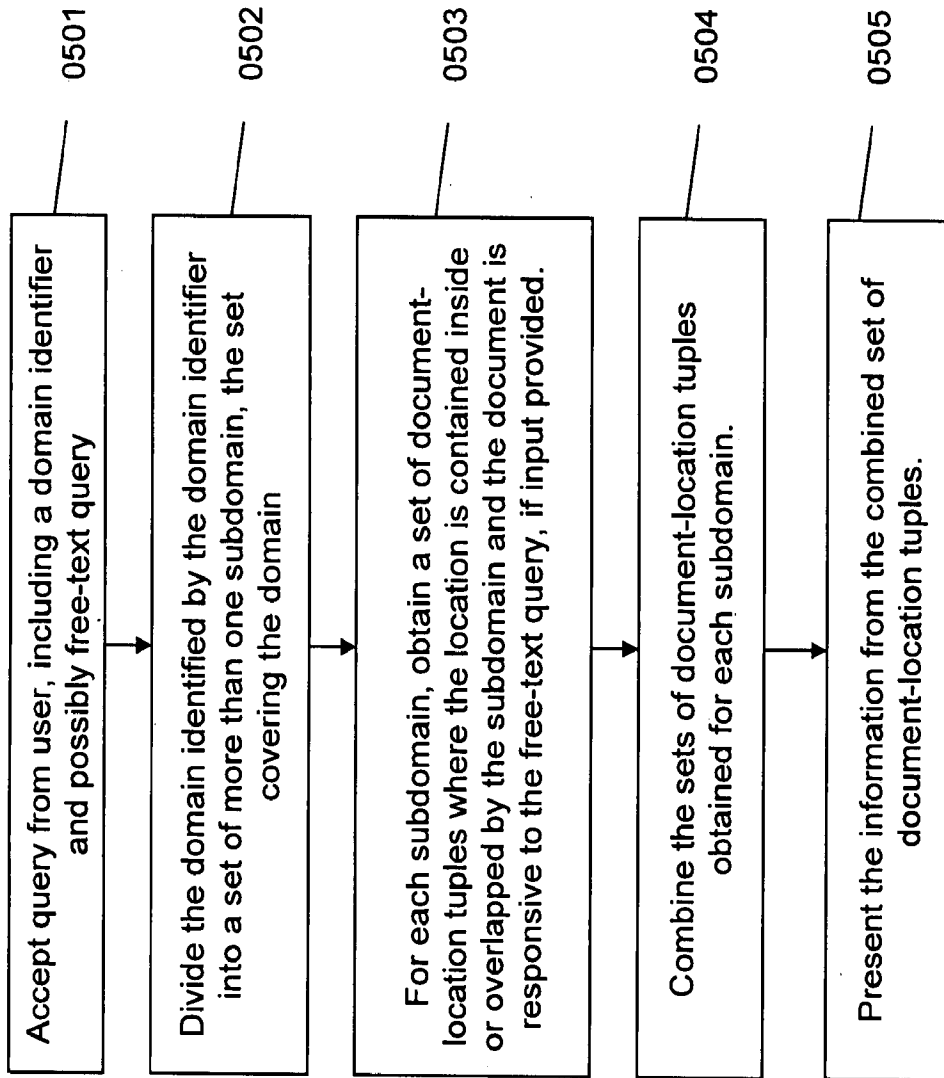 Accept query from user, including a domain identifier
and possibly free-text query
0501
Divide the domain identified by the domain identifier
into a set of more than one subdomain, the set
covering the domain
0502
For each subdomain, obtain a set of document-
location tuples where the location is contained inside
or overlapped by the subdomain and the document is
responsive to the free-text query, if input provided.
0503
Combine the sets of document-location tuples
obtained for each subdomain.
0504
Present the information from the combined set of
document-location tuples.
0505